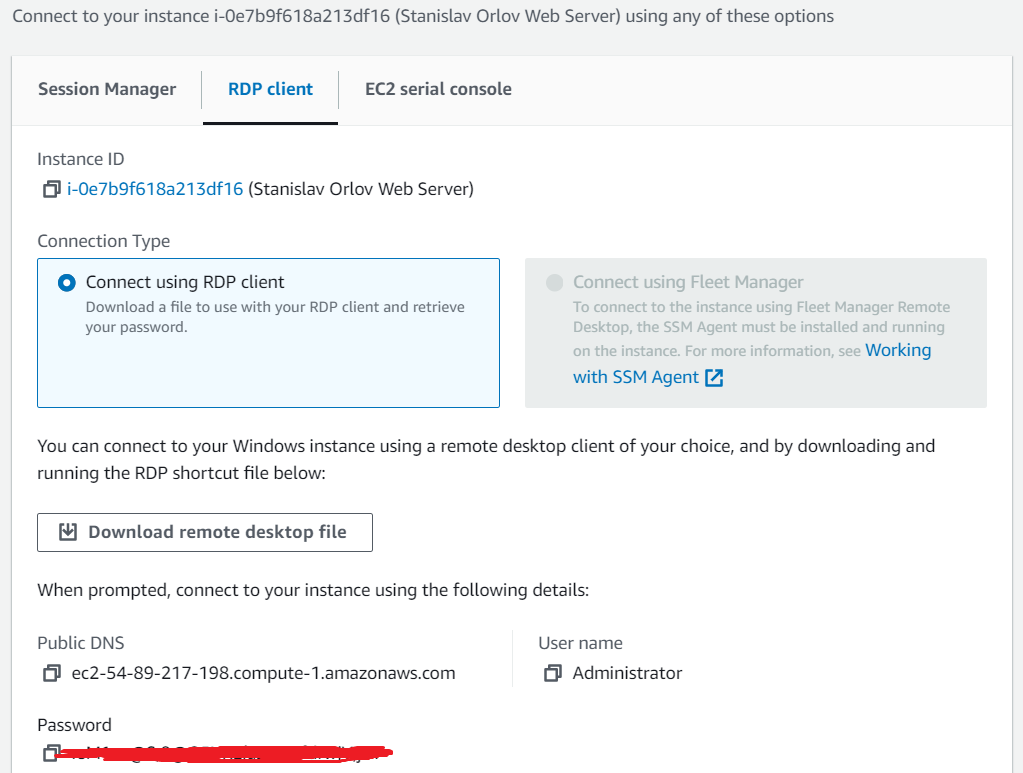 Connect to your instance i-0e7b9f618a213df16 (Stanislav Orlov Web Server) using any of these options
Session Manager
RDP client
EC2 serial console
Instance ID
i-0e7b9f618a213df16 (Stanislav Orlov Web Server)
Connection Type
Connect using RDP client
Download a file to use with your RDP client and retrieve
your password.
Connect using Fleet Manager
To connect to the instance using Fleet Manager Remote
Desktop, the SSM Agent must be installed and running
on the instance. For more information, see Working
with SSM Agent
You can connect to your Windows instance using a remote desktop client of your choice, and by downloading and
running the RDP shortcut file below:
Download remote desktop file
When prompted, connect to your instance using the following details:
Public DNS
ec2-54-89-217-198.compute-1.amazonaws.com
User name
Administrator
Password